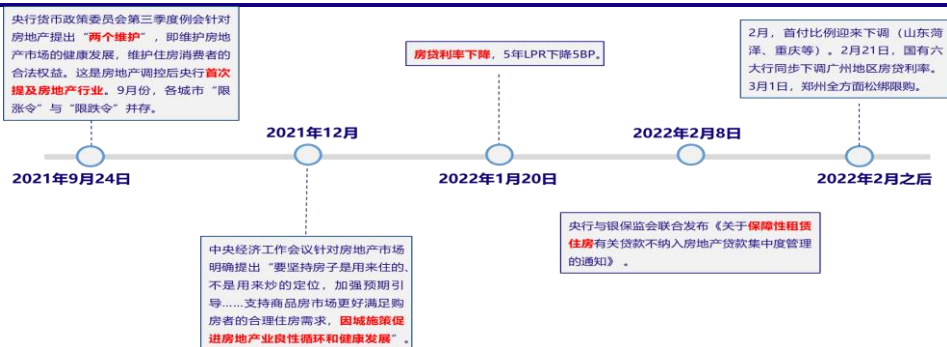 央行货币政策委员会第三季度例会针对
房地产提出“两个维护”，即维护房地
产市场的健康发展，维护住房消费者的
合法权益。这是房地产调控后央行首次
提及房地产行业。9月份，各城市“限
涨令”与“限跌令”并存。
房贷利率下降，5年LPR下降5BP。
2月，首付比例迎来下调（山东菏
泽、重庆等）。2月21日，国有六
大行同步下调广州地区房贷利率。
3月1日，郑州全方面松绑限购。
2021年12月
2022年2月8日
2021年9月24日
2022年1月20日
2022年2月之后
中央经济工作会议针对房地产市场
明确提出“要坚持房子是用来住的、
不是用来炒的定位，加强预期引
导……支持商品房市场更好满足购
房者的合理住房需求，因城施策促
进房地产业良性循环和健康发展”。
央行与银保监会联合发布《关于保障性租赁
住房有关贷款不纳入房地产贷款集中度管理
的通知》。